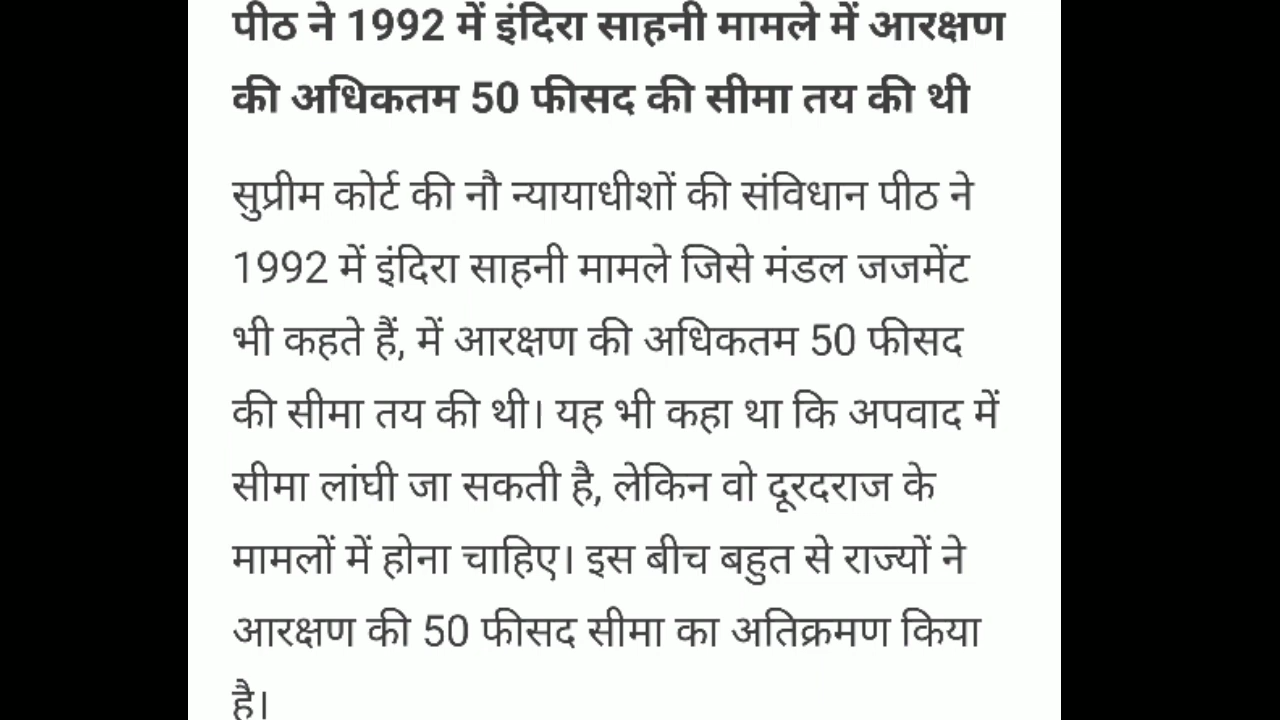 पीठ ने 1992 में इंदिरा साहनी मामले में आरक्षण
की अधिकतम 50 फीसद की सीमा तय की थी
सुप्रीम कोर्ट की नौ न्यायाधीशों की संविधान पीठ ने
1992 में इंदिरा साहनी मामले जिसे मंडल जजमेंट
भी कहते हैं, में आरक्षण की अधिकतम 50 फीसद
की सीमा तय की थी। यह भी कहा था कि अपवाद में
सीमा लांघी जा सकती है, लेकिन वो दूरदराज के
मामलों में होना चाहिए। इस बीच बहुत से राज्यों ने
आरक्षण की 50 फीसद सीमा का अतिक्रमण किया
है।